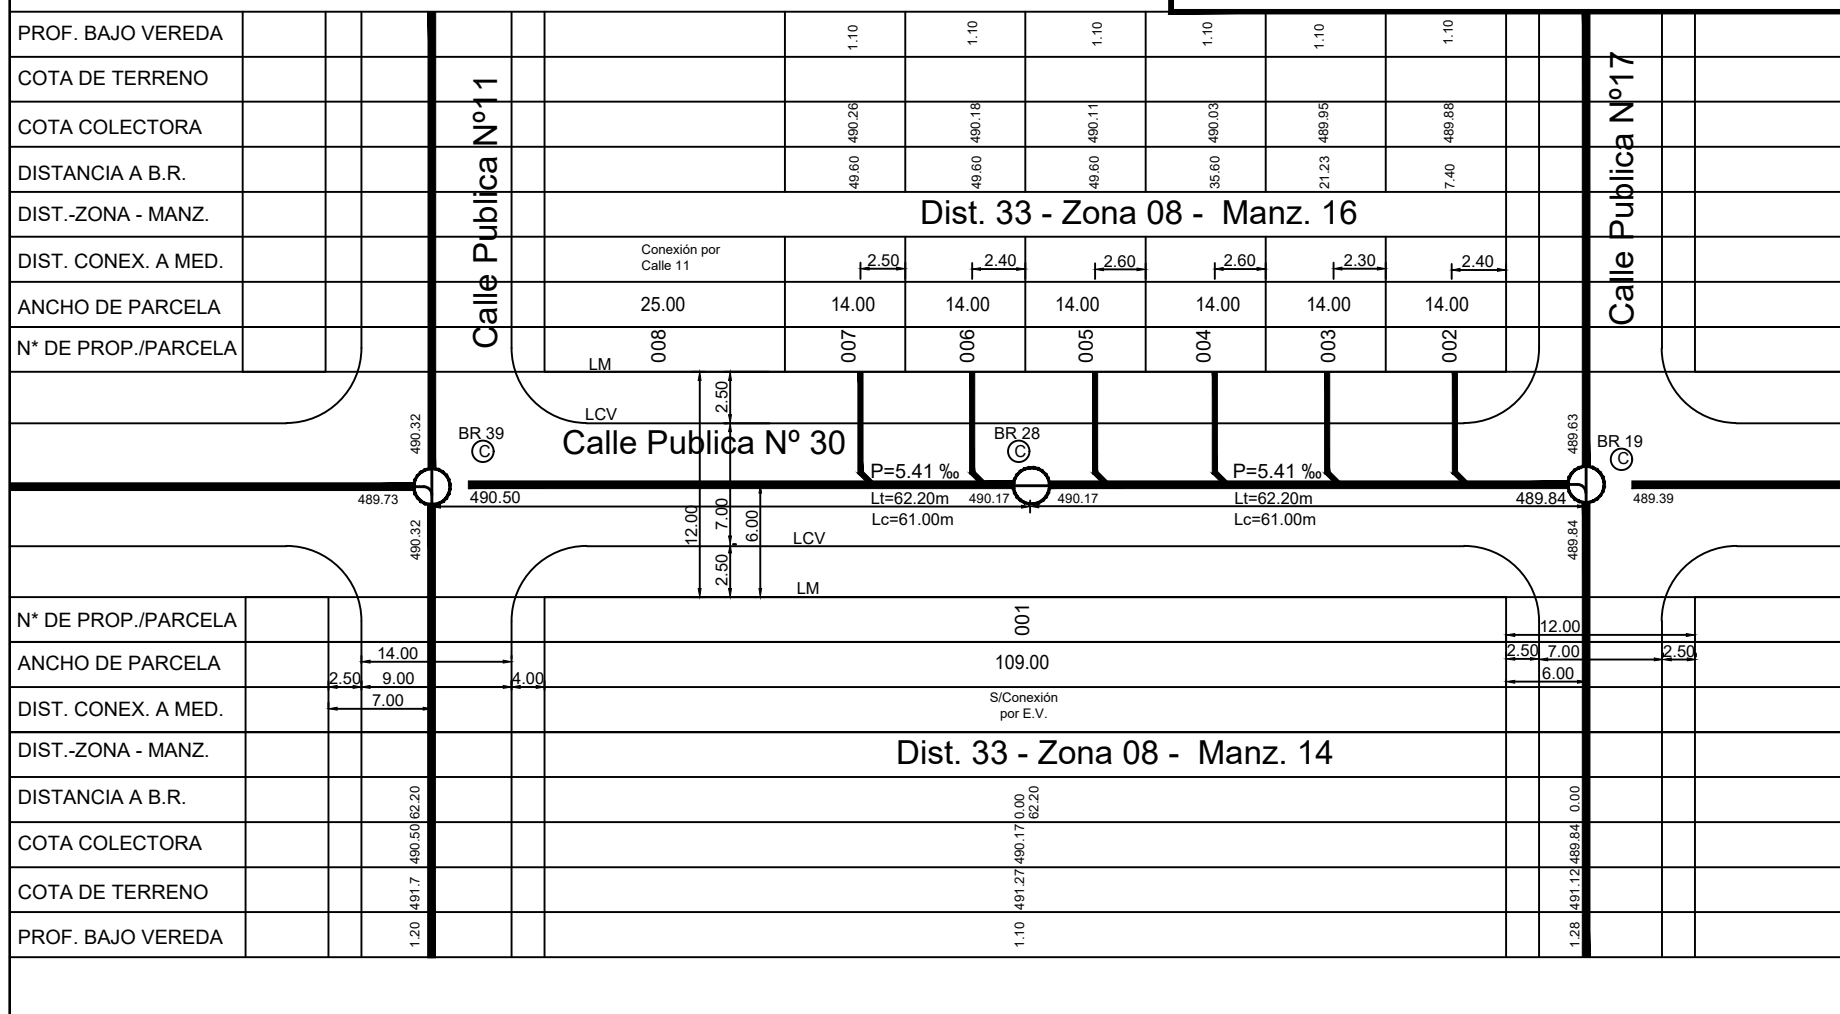 PROF. BAJO VEREDA 1.10 1.10 1.10 1.10 1.10 1.10
COTA DE TERRENO
COTA COLECTORA 490.26 490.18 490.11 490.03 489.95 489.88
DISTANCIA A B.R. 49.60 49.60 49.60 35.60 21.23 7.40
DIST.-ZONA - MANZ. Dist. 33 - Zona 08 - Manz. 16
Calle Publica Nº11
Calle Publica Nº17
DIST. CONEX. A MED. Conexión por
Calle 11
2.50 2.40 2.60 2.60 2.30 2.40
ANCHO DE PARCELA 25.00 14.00 14.00 14.00 14.00 14.00 14.00
N* DE PROP./PARCELA 008 007 006 005 004 003 002
LM
2.50
LCV
490.32
BR 39
C
Calle Publica Nº 30
BR 28
C
489.63
BR 19
C
P=5.41 ‰ P=5.41 ‰
489.73 490.50 Lt=62.20m 490.17 490.17 Lt=62.20m 489.84 489.39
Lc=61.00m Lc=61.00m
490.32 12.00 7.00 6.00 489.84
LCV
2.50
LM
N* DE PROP./PARCELA 001 12.00
ANCHO DE PARCELA 14.00 109.00 2.50 7.00 2.50
2.50 9.00 4.00 6.00
DIST. CONEX. A MED. 7.00 S/Conexión
por E.V.
DIST.-ZONA - MANZ. Dist. 33 - Zona 08 - Manz. 14
DISTANCIA A B.R. 62.20 0.00 62.20 0.00
COTA COLECTORA 490.50 490.17 489.84
COTA DE TERRENO 491.7 491.27 491.12
PROF. BAJO VEREDA 1.20 1.10 1.28